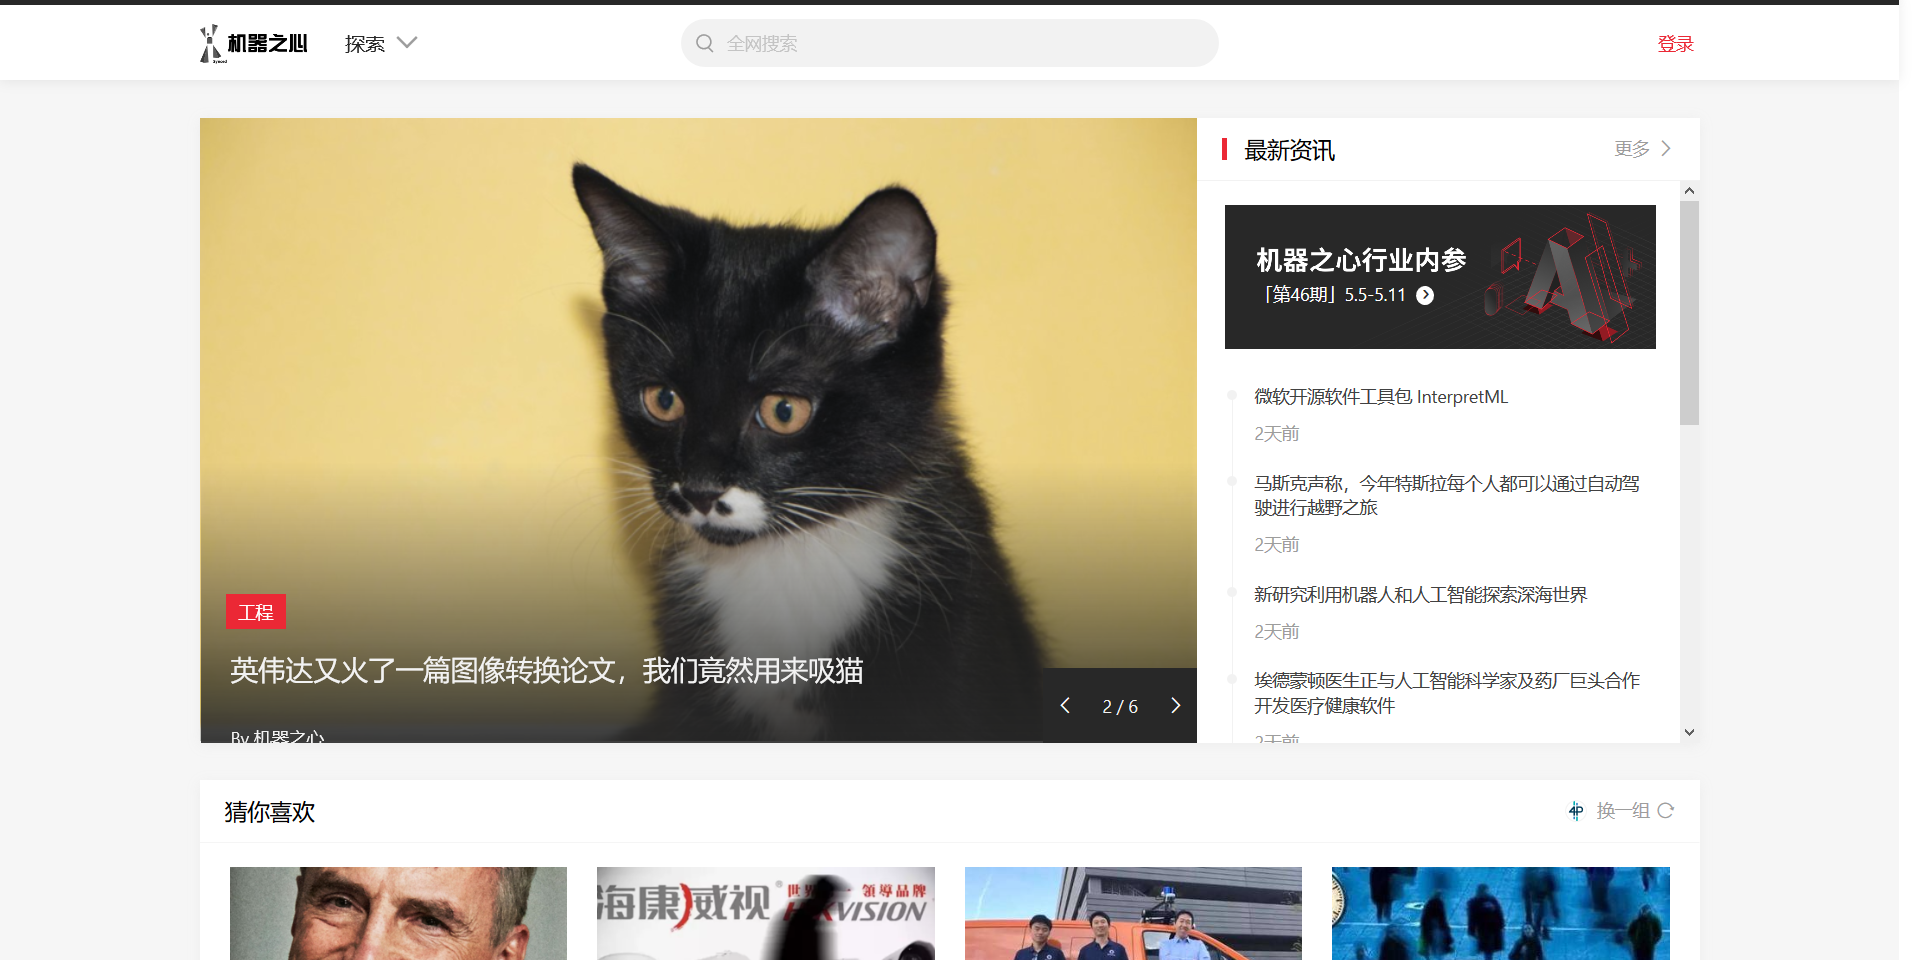 机器之心
Synced
探索
全网搜索
登录
工程
英伟达又火了一篇图像转换论文，我们竟然用来吸猫
By 机器之心
2 / 6
最新资讯
更多
机器之心行业内参
「第46期」5.5-5.11
微软开源软件工具包 InterpretML
2天前
马斯克声称，今年特斯拉每个人都可以通过自动驾
驶进行越野之旅
2天前
新研究利用机器人和人工智能探索深海世界
2天前
埃德蒙顿医生正与人工智能科学家及药厂巨头合作
开发医疗健康软件
2天前
猜你喜欢
4P
换一组
海康威视
领導品牌
VISION